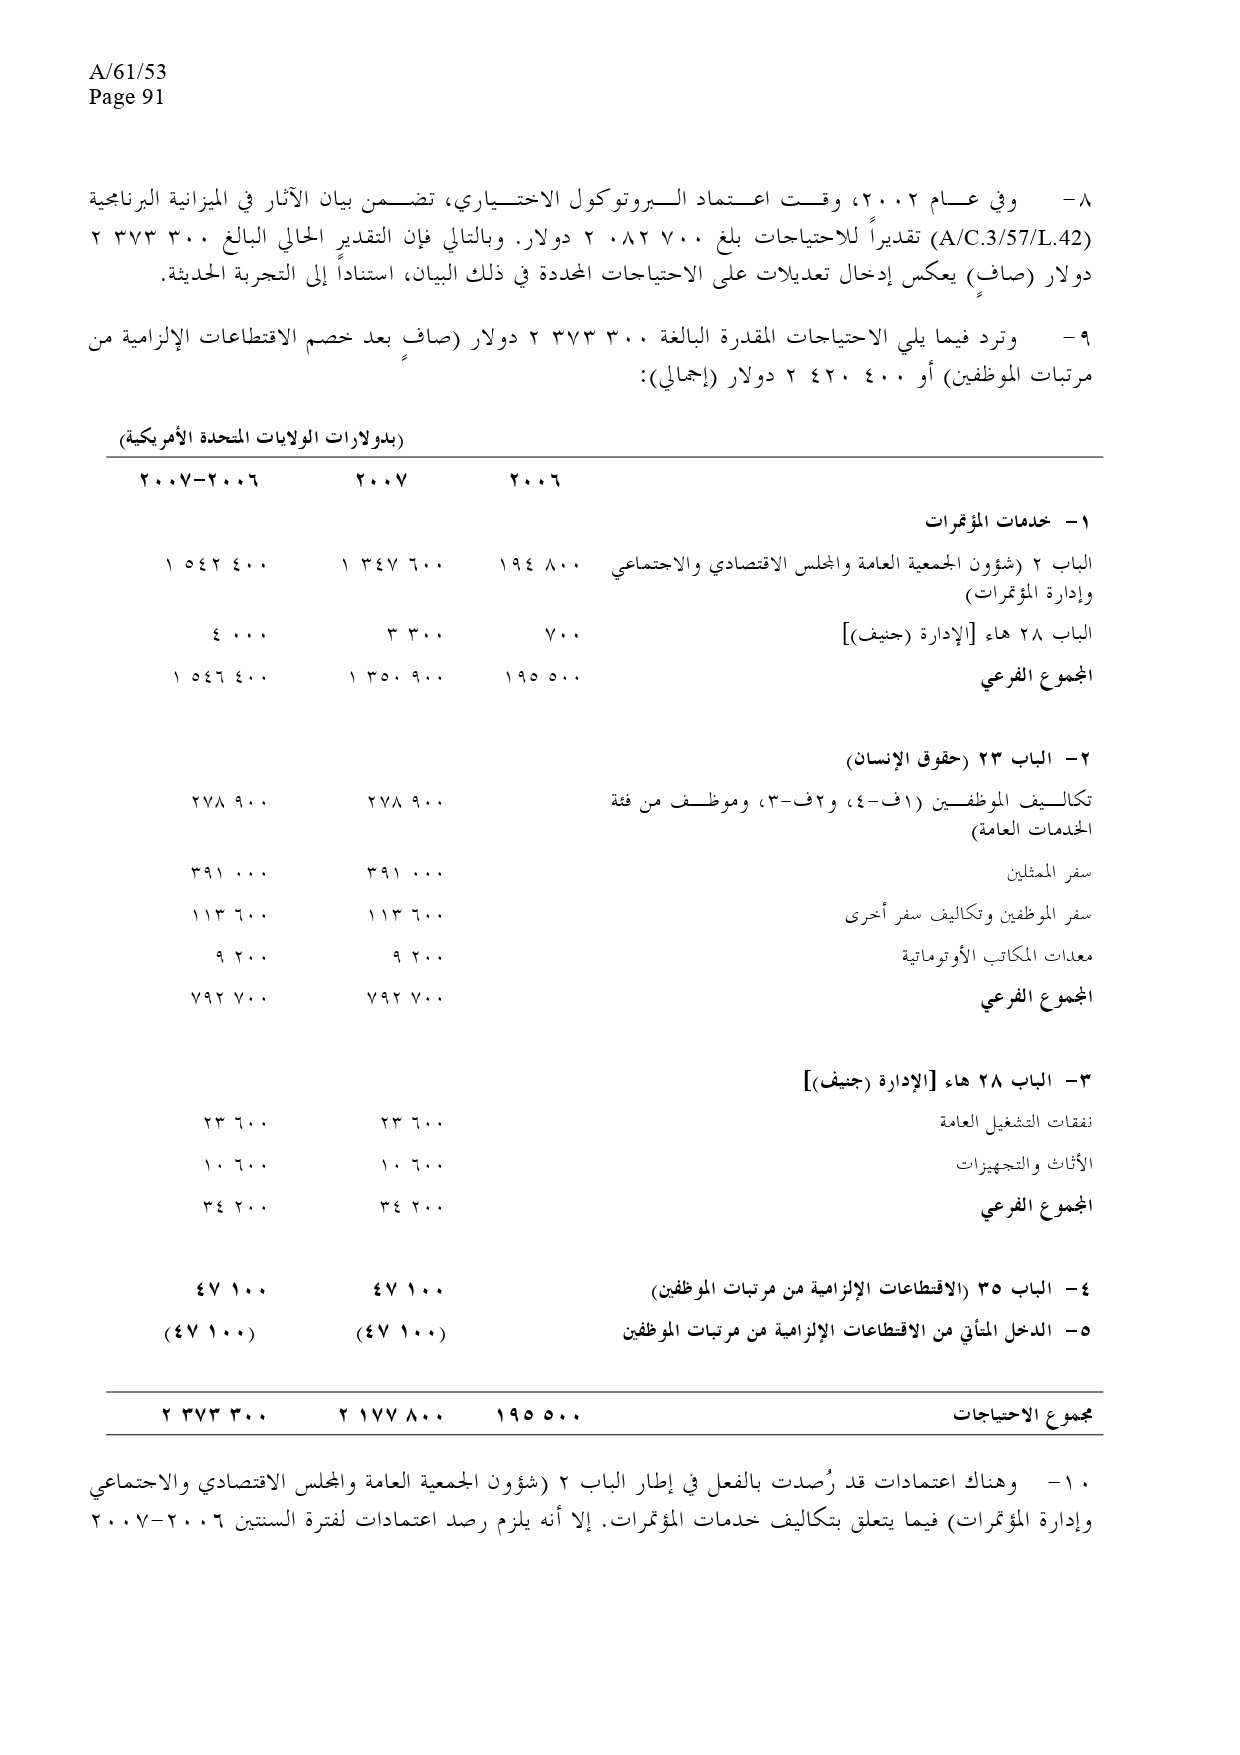 A/61/53
Page 91
٨- وفي عـــام ٢٠٠٢، وقـــت اعـــتماد الـــبروتوكول الاختـــياري، تضـــمن بيان الآثار في الميزانية البرنامجية
(A/C.3/57/L.42) تقديراً للاحتياجات بلغ ٧٠٠ ٠٨٢ ٢ دولار. وبالتالي فإن التقدير الحالي البالغ ٣٠٠ ٣٧٣ ٢
دولار (صافٍ) يعكس إدخال تعديلات على الاحتياجات المحددة في ذلك البيان، استناداً إلى التجربة الحديثة.
٩- وترد فيما يلي الاحتياجات المقدرة البالغة ٣٠٠ ٣٧٣ ٢ دولار (صافٍ بعد خصم الاقتطاعات الإلزامية من
مرتبات الموظفين) أو ٤٠٠ ٤٢٠ ٢ دولار (إجمالي):
(بدولارات الولايات المتحدة الأمريكية)
٢٠٠٦ ٢٠٠٧ ٢٠٠٦-٢٠٠٧
١- خدمات المؤتمرات
الباب ٢ (شؤون الجمعية العامة والمجلس الاقتصادي والاجتماعي ٨٠٠ ١٩٤ ٦٠٠ ٣٤٧ ١ ٤٠٠ ٥٤٢ ١
وإدارة المؤتمرات)
الباب ٢٨ هاء [الإدارة (جنيف)] ٧٠٠ ٣٠٠ ٣ ٠٠٠ ٤
المجموع الفرعي ٥٠٠ ١٩٥ ٩٠٠ ٣٥٠ ١ ٤٠٠ ٥٤٦ ١
٢- الباب ٢٣ (حقوق الإنسان)
تكالـــيف الموظفـــين (١ف-٤، و٢ف-٣، وموظـــف من فئة ٩٠٠ ٢٧٨ ٩٠٠ ٢٧٨
الخدمات العامة)
سفر الممثلين ٠٠٠ ٣٩١ ٠٠٠ ٣٩١
سفر الموظفين وتكاليف سفر أخرى ٦٠٠ ١١٣ ٦٠٠ ١١٣
معدات المكاتب الأوتوماتية ٢٠٠ ٩ ٢٠٠ ٩
المجموع الفرعي ٧٠٠ ٧٩٢ ٧٠٠ ٧٩٢
٣- الباب ٢٨ هاء [الإدارة (جنيف)]
نفقات التشغيل العامة ٦٠٠ ٢٣ ٦٠٠ ٢٣
الأثاث والتجهيزات ٦٠٠ ١٠ ٦٠٠ ١٠
المجموع الفرعي ٢٠٠ ٣٤ ٢٠٠ ٣٤
٤- الباب ٣٥ (الاقتطاعات الإلزامية من مرتبات الموظفين) ١٠٠ ٤٧ ١٠٠ ٤٧
٥- الدخل المتأتي من الاقتطاعات الإلزامية من مرتبات الموظفين (١٠٠ ٤٧) (١٠٠ ٤٧)
مجموع الاحتياجات ٥٠٠ ١٩٥ ٨٠٠ ١٧٧ ٢ ٣٠٠ ٣٧٣ ٢
١٠- وهناك اعتمادات قد رُصدت بالفعل في إطار الباب ٢ (شؤون الجمعية العامة والمجلس الاقتصادي والاجتماعي
وإدارة المؤتمرات) فيما يتعلق بتكاليف خدمات المؤتمرات. إلا أنه يلزم رصد اعتمادات لفترة السنتين ٢٠٠٦-٢٠٠٧